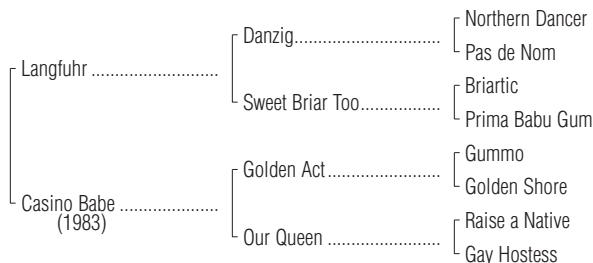 Northern Dancer
Danzig..............................
Pas de Nom
Langfuhr ..........................
Briartic
Sweet Briar Too................
Prima Babu Gum
Gummo
Golden Act.......................
Golden Shore
Casino Babe ....................
(1983)
Raise a Native
Our Queen .......................
Gay Hostess